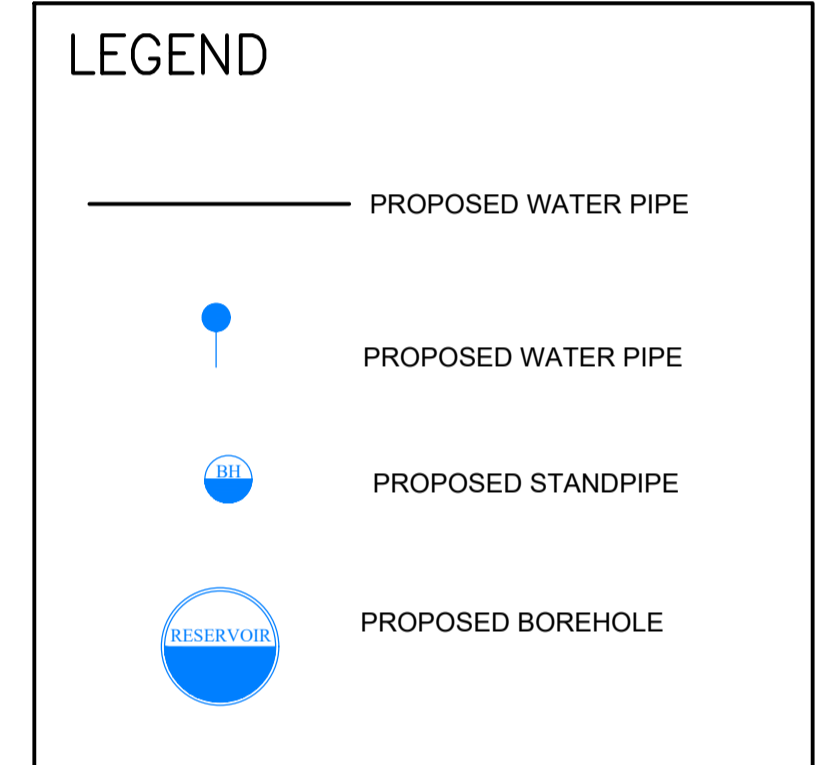 LEGEND
PROPOSED WATER PIPE
PROPOSED WATER PIPE
BH
PROPOSED STANDPIPE
RESERVOIR
PROPOSED BOREHOLE